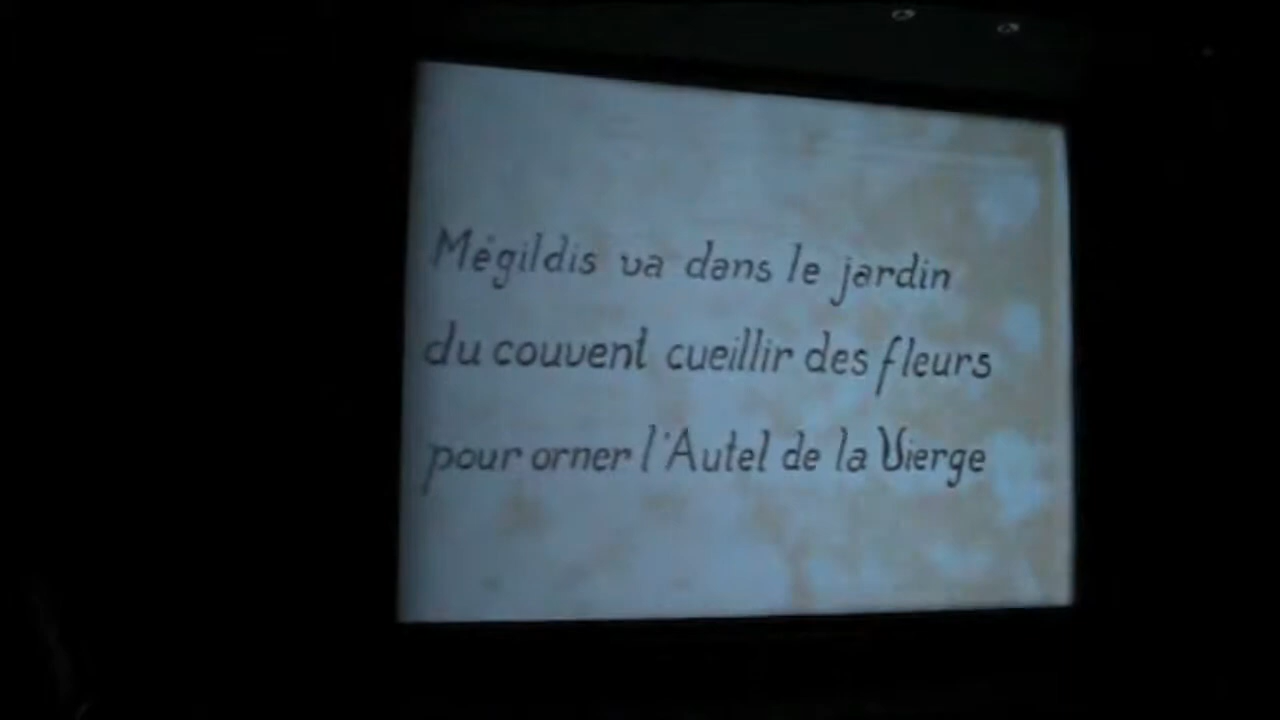 Mégildis va dans le jardin
du couvent cueillir des fleurs
pour orner l'Autel de la Vierge